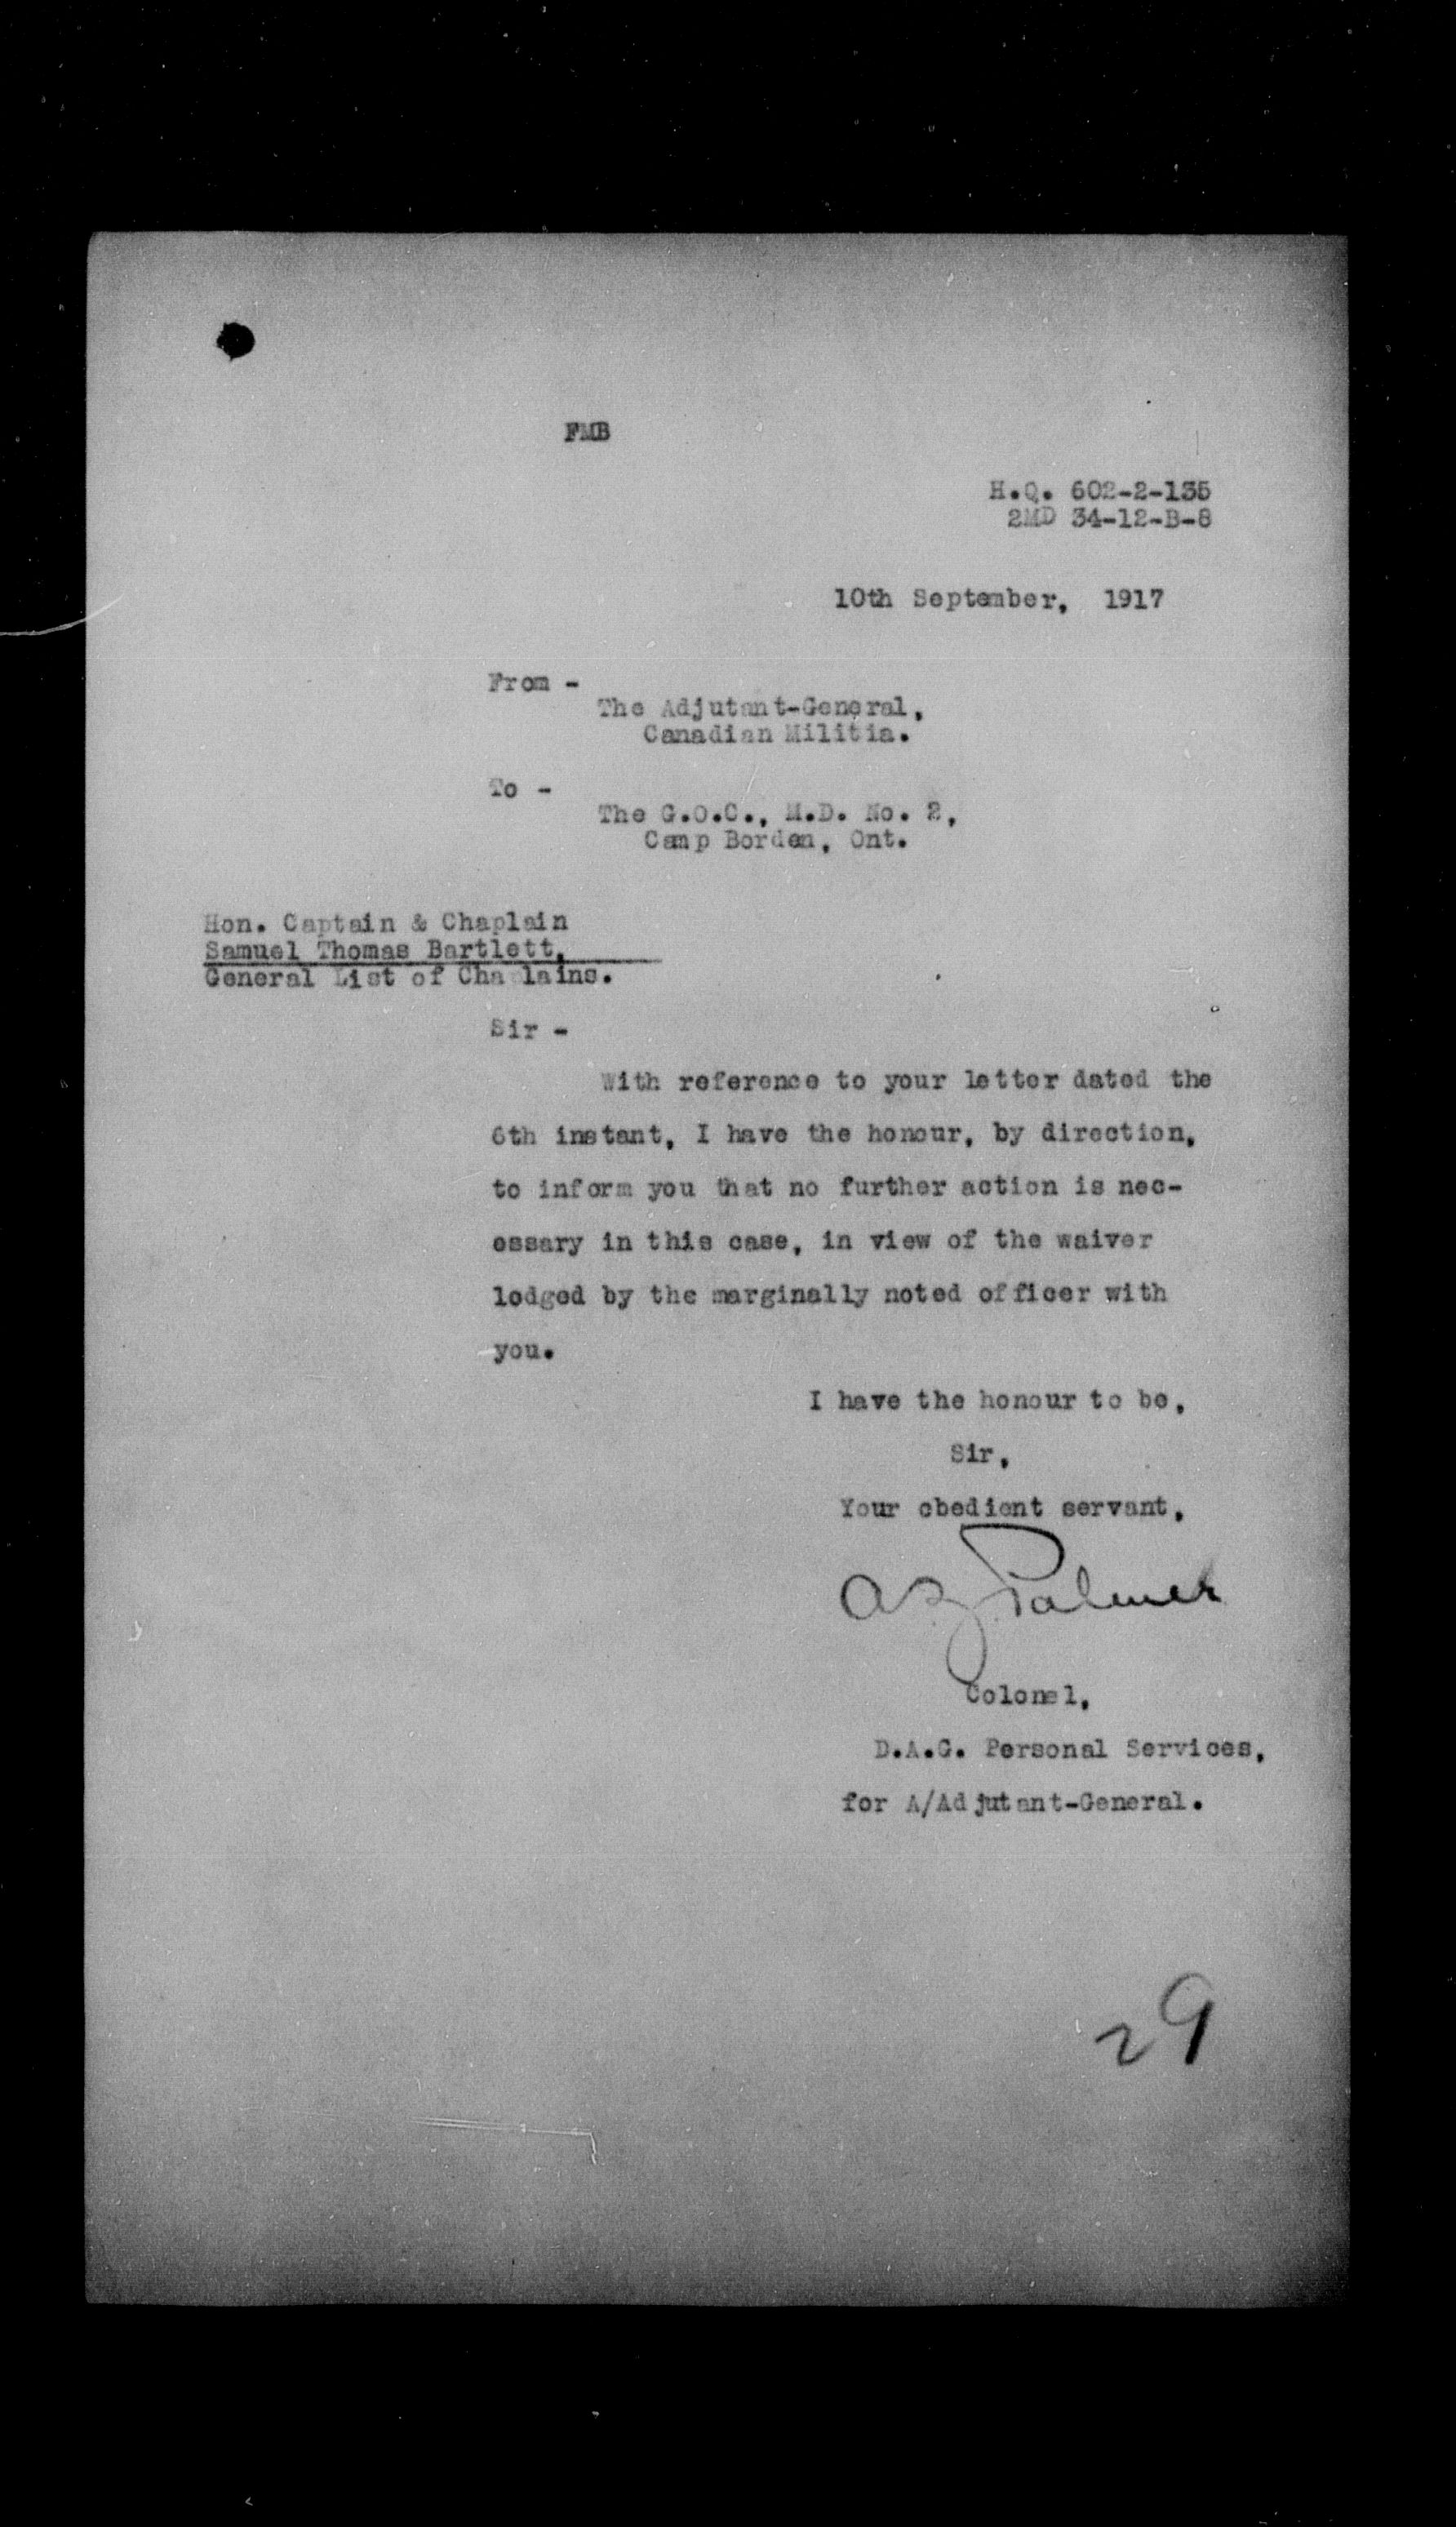 FMB
H.Q. 602-2-135
2MD 34-12-B-8
10th September, 1917
From -
The Adjutant-General,
Canadian Militia.
To -
The G.O.C., M.D. No. 2,
Camp Borden, Ont.
Hon. Captain & Chaplain
Samuel Thomas Bartlett,
General List of Chaplains.
Sir -
With reference to your letter dated the
6th instant, I have the honour, by direction,
to inform you that no further action is nec-
essary in this case, in view of the waiver
lodged by the marginally noted officer with
you.
I have the honour to be,
Sir,
Your obedient servant,
Palmer
Colonel,
D.A.G. Personal Services,
for A/Adjutant-General.
29